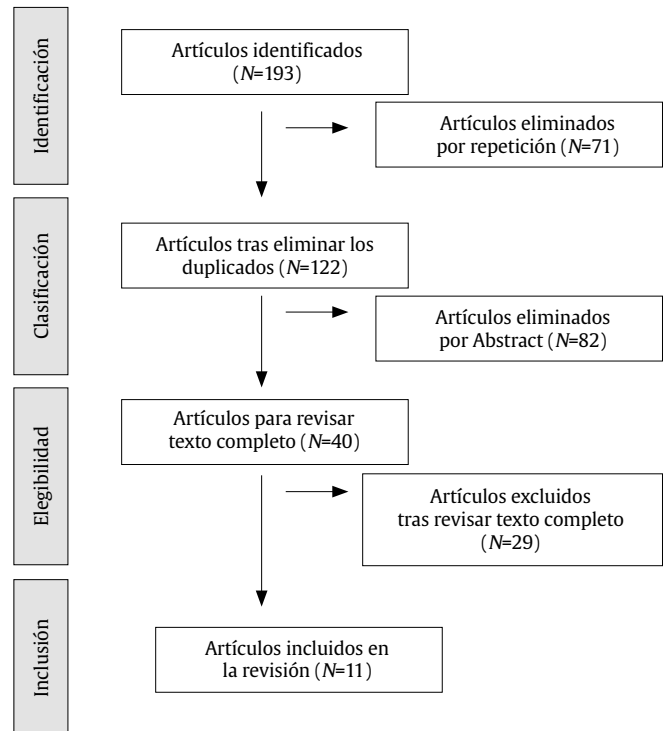 Identificación
Artículos identificados
(N=193)
Artículos eliminados
por repetición (N=71)
Clasificación
Artículos tras eliminar los
duplicados (N=122)
Artículos eliminados
por Abstract (N=82)
Elegibilidad
Artículos para revisar
texto completo (N=40)
Artículos excluidos
tras revisar texto completo
(N=29)
Inclusión
Artículos incluidos en
la revisión (N=11)